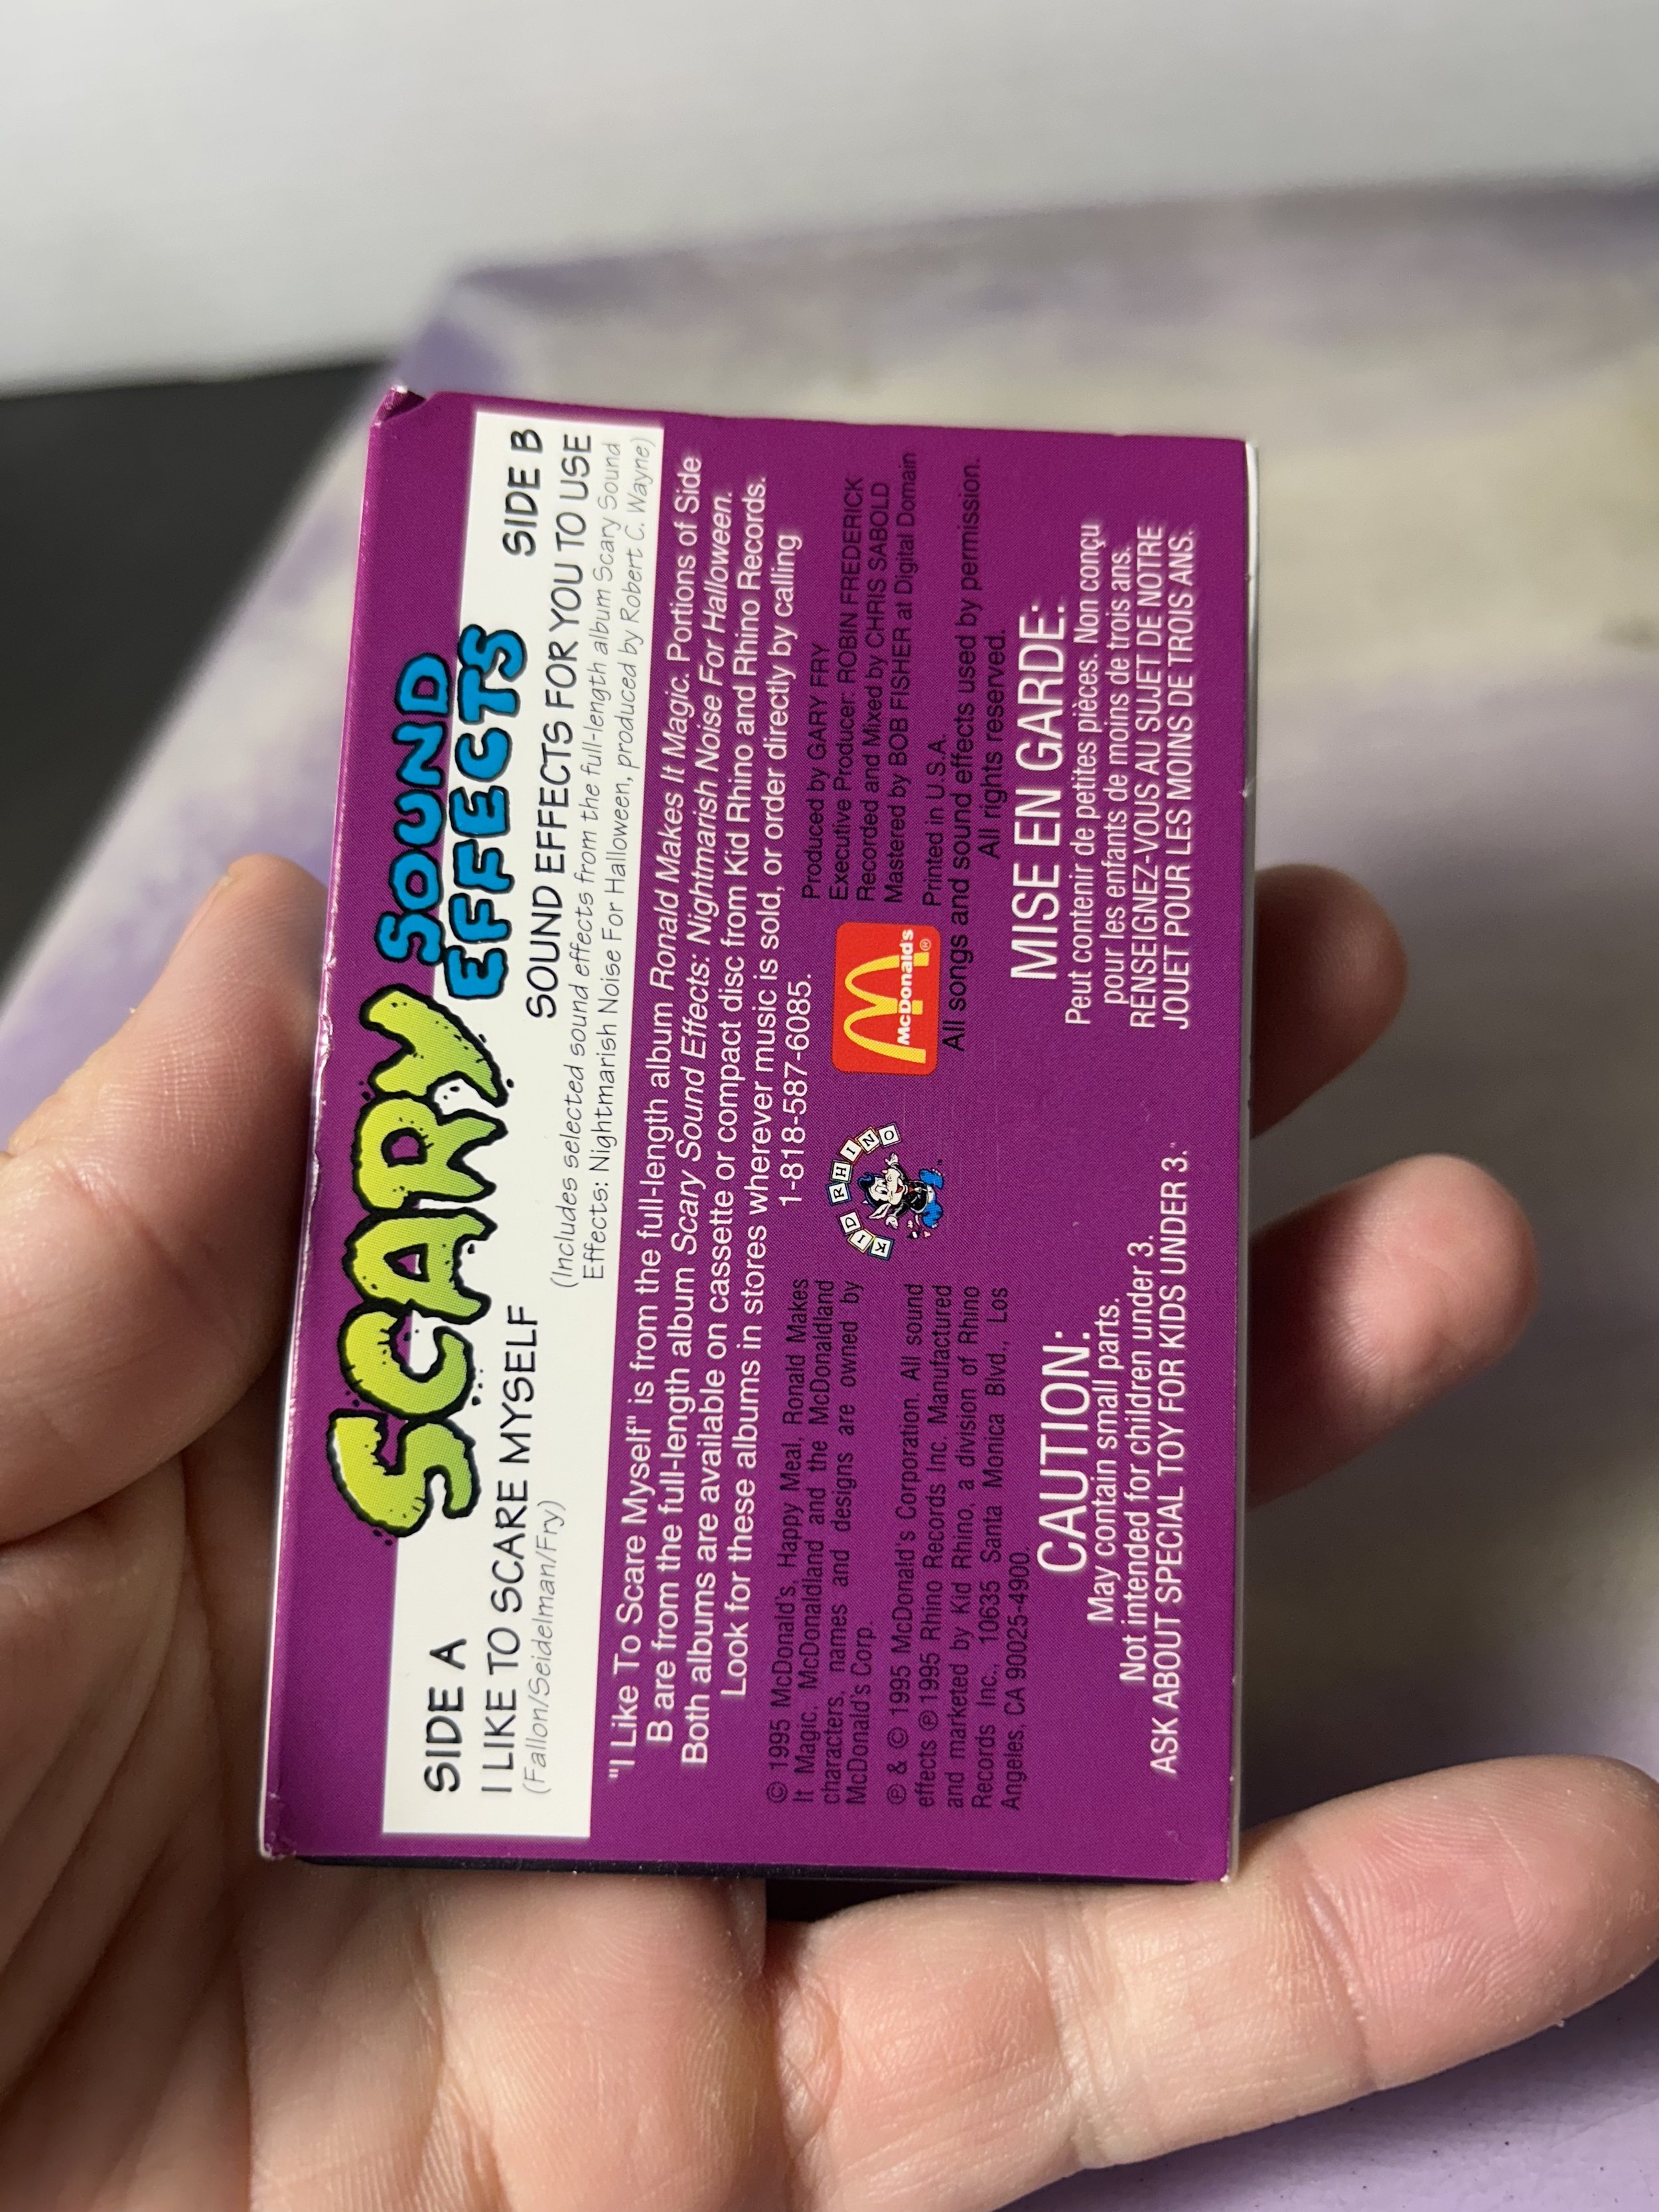 SCARY SOUND
EFFECTS
SIDE A
I LIKE TO SCARE MYSELF
(Fallon/Seidelman/Fry)
SIDE B
SOUND EFFECTS FOR YOU TO USE
(Includes selected sound effects from the full-length album Scary Sound
Effects: Nightmarish Noise For Halloween, produced by Robert C. Wayne)
"I Like To Scare Myself" is from the full-length album Ronald Makes It Magic. Portions of Side
B are from the full-length album Scary Sound Effects: Nightmarish Noise For Halloween.
Both albums are available on cassette or compact disc from Kid Rhino and Rhino Records.
Look for these albums in stores wherever music is sold, or order directly by calling
1-818-587-6085.
© 1995 McDonald's, Happy Meal, Ronald Makes
It Magic, McDonaldland and the McDonaldland
characters, names and designs are owned by
McDonald's Corp.
℗ & © 1995 McDonald's Corporation. All sound
effects ℗ 1995 Rhino Records Inc. Manufactured
and marketed by Kid Rhino, a division of Rhino
Records Inc., 10635 Santa Monica Blvd., Los
Angeles, CA 90025-4900.
KID RHINO
McDonald's®
Produced by GARY FRY
Executive Producer: ROBIN FREDERICK
Recorded and Mixed by CHRIS SABOLD
Mastered by BOB FISHER at Digital Domain
Printed in U.S.A.
All songs and sound effects used by permission.
All rights reserved.
CAUTION:
May contain small parts.
Not intended for children under 3.
ASK ABOUT SPECIAL TOY FOR KIDS UNDER 3.
MISE EN GARDE:
Peut contenir de petites pièces. Non conçu
pour les enfants de moins de trois ans.
RENSEIGNEZ-VOUS AU SUJET DE NOTRE
JOUET POUR LES MOINS DE TROIS ANS.